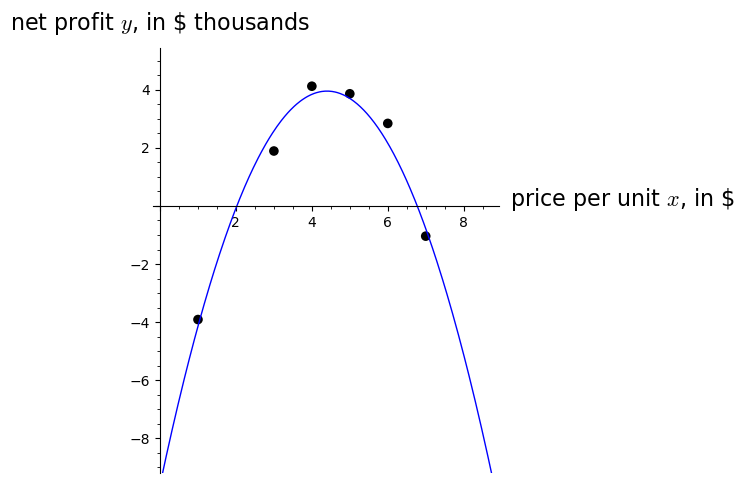 net profit y, in $ thousands
4
2
price per unit x, in $
2 4 6 8
−2
−4
−6
−8